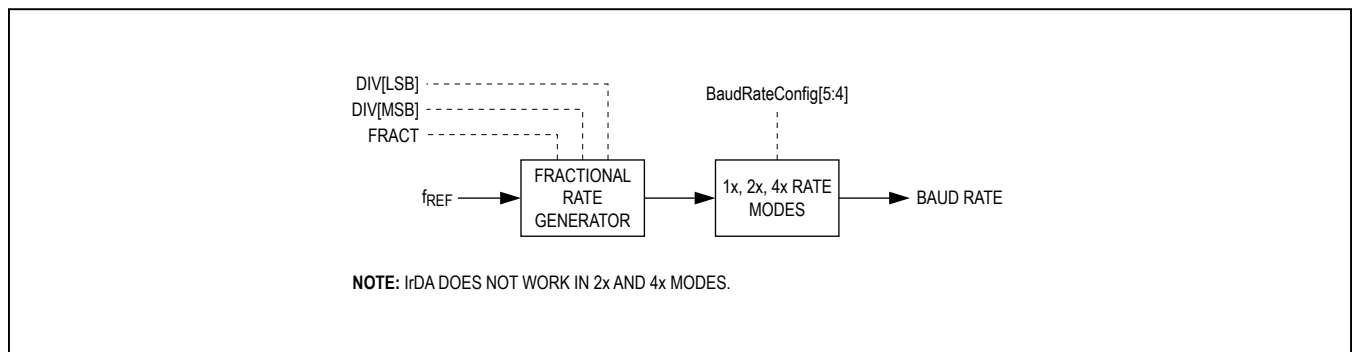 DIV[LSB]
DIV[MSB]
FRACT
BaudRateConfig[5:4]
fREF
FRACTIONAL
RATE
GENERATOR
1x, 2x, 4x RATE
MODES
BAUD RATE
NOTE: IrDA DOES NOT WORK IN 2x AND 4x MODES.